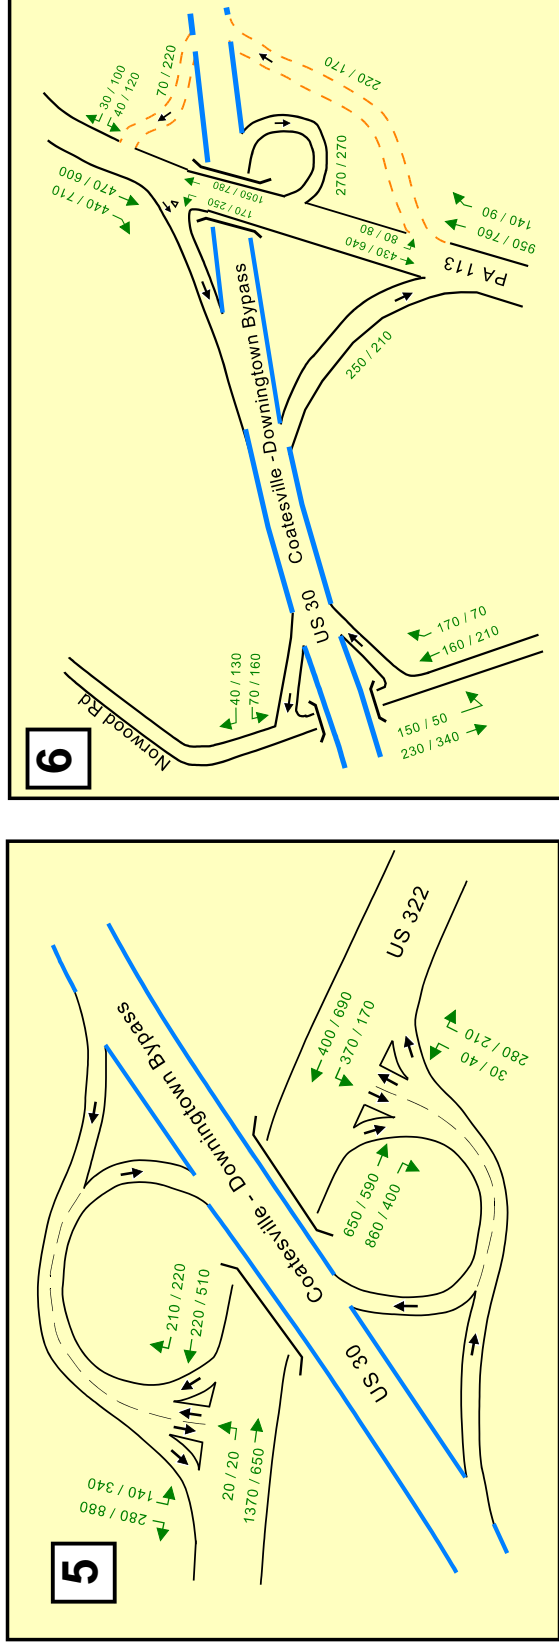 6
30 / 100
40 / 120
70 / 220
220 / 170
470 / 600
440 / 710
1050 / 780
170 / 250
270 / 270
80 / 80
430 / 640
140 / 90
950 / 760
PA 113
250 / 210
US 30 Coatesville - Downingtown Bypass
Norwood Rd
40 / 130
70 / 160
170 / 70
160 / 210
150 / 50
230 / 340
5
US 30 Coatesville - Downingtown Bypass
US 322
400 / 690
370 / 170
280 / 210
30 / 40
650 / 590
860 / 400
210 / 220
220 / 510
20 / 20
1370 / 650
140 / 340
280 / 880